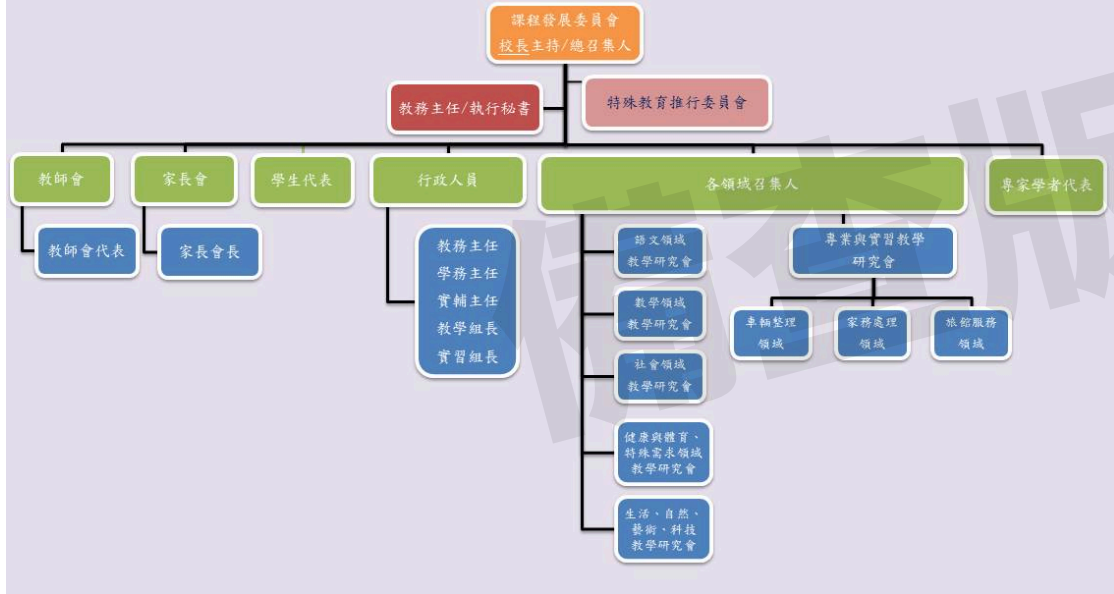 課程發展委員會
校長主持/總召集人
教務主任/執行秘書
特殊教育推行委員會
教師會
家長會
學生代表
行政人員
各領域召集人
專家學者代表
教師會代表
家長會長
教務主任
學務主任
實輔主任
教學組長
實習組長
語文領域
教學研究會
專業與實習教學
研究會
數學領域
教學研究會
車輛整理
領域
家務處理
領域
旅館服務
領域
社會領域
教學研究會
健康與體育、
特殊需求領域
教學研究會
生活、自然、
藝術、科技
教學研究會
備查版